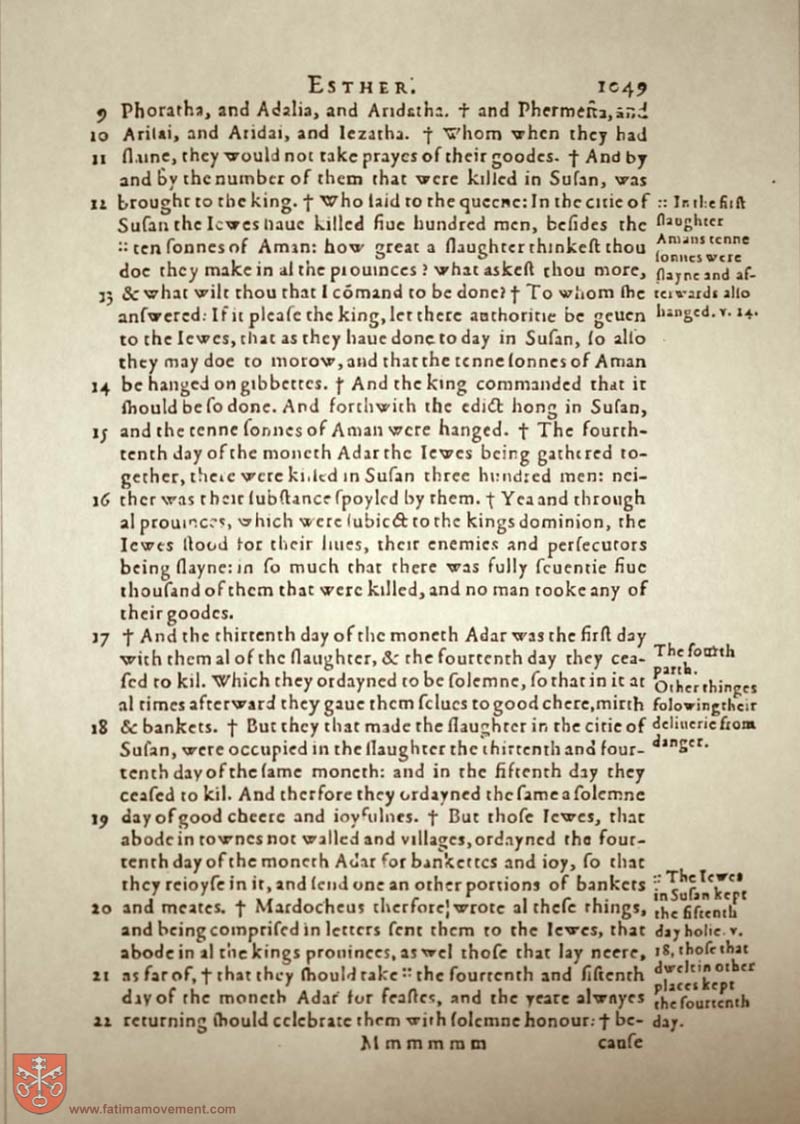 ESTHER. 1049
9 Phoratha, and Adalia, and Aridatha. † and Phermeſta, and
10 Ariſai, and Aridai, and Iezatha. † Whom when they had
11 ſlaine, they would not take prayes of their goodes. † And by
and by the number of them that were killed in Suſan, was
12 brought to the king. † Who ſaid to the queene: In the citie of
Suſan the Iewes haue killed fiue hundred men, beſides the
:: ten ſonnes of Aman: how great a ſlaughter thinkeſt thou
doe they make in al the prouinces? what askeſt thou more,
13 & what wilt thou that I cõmand to be done? † To whom ſhe
anſwered: If it pleaſe the king, let there authoritie be geuen
to the Iewes, that as they haue done to day in Suſan, ſo alſo
they may doe to morow, and that the tenne ſonnes of Aman
14 be hanged on gibbettes. † And the king commanded that it
ſhould be ſo done. And forthwith the edict hong in Suſan,
15 and the tenne ſonnes of Aman were hanged. † The fourth-
tenth day of the moneth Adar the Iewes being gathered to-
gether, there were killed in Suſan three hundred men: nei-
16 ther was their ſubſtance ſpoyled by them. † Yea and through
al prouinces, which were ſubiect to the kings dominion, the
Iewes ſtood for their liues, their enemies and perſecutors
being ſlayne: in ſo much that there was fully ſeuentie fiue
thouſand of them that were killed, and no man tooke any of
their goodes.
17 † And the thirtenth day of the moneth Adar was the firſt day
with them al of the ſlaughter, & the fourtenth day they cea-
ſed to kil. Which they ordayned to be ſolemne, ſo that in it at
al times afterward they gaue them ſelues to good chere, mirth
18 & bankets. † But they that made the ſlaughter in the citie of
Suſan, were occupied in the ſlaughter the thirtenth and four-
tenth day of the ſame moneth: and in the fiftenth day they
ceaſed to kil. And therfore they ordayned the ſame a ſolemne
19 day of good cheere and ioyfulnes. † But thoſe Iewes, that
abode in townes not walled and villages, ordayned the four-
tenth day of the moneth Adar for bankettes and ioy, ſo that
they reioyſe in it, and ſend one an other portions of bankets
20 and meates. † Mardocheus therfore wrote al theſe things,
and being compriſed in letters ſent them to the Iewes, that
abode in al the kings prouinces, as wel thoſe that lay neere,
21 as far of, † that they ſhould take :: the fourtenth and fiftenth
day of the moneth Adar for feaſtes, and the yeare alwayes
22 returning ſhould celebrate them with ſolemne honour: † be-
Mmmmmm cauſe
:: In the firſt
ſlaughter
Amans tenne
ſonnes were
ſlayne and af-
terwards alſo
hanged. v. 14.
The fourth
parth.
Other thinges
folowing their
deliuerie from
danger.
:: The Iewes
in Suſan kept
the fiftenth
day holie. v.
18, thoſe that
dwelt in other
places kept
the fourtenth
day.
www.fatimamovement.com